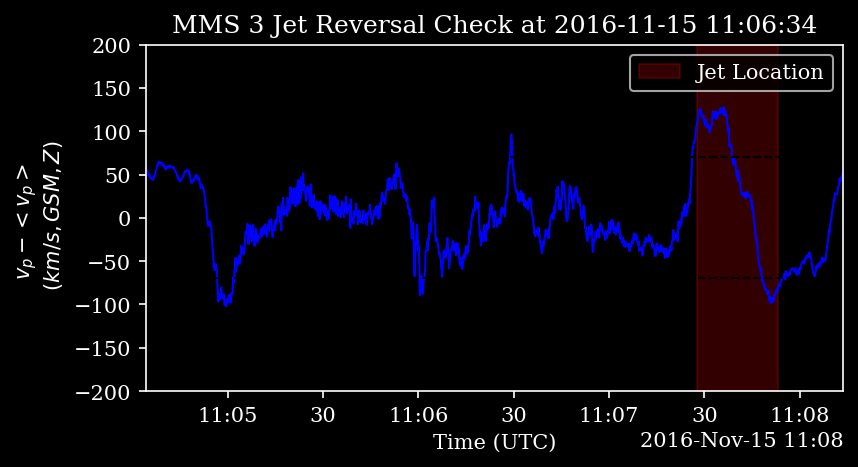 MMS 3 Jet Reversal Check at 2016-11-15 11:06:34
200
150
100
50
0
−50
−100
−150
−200
v_p − <v_p>
(km/s, GSM, Z)
Jet Location
11:05 30 11:06 30 11:07 30 11:08
Time (UTC)
2016-Nov-15 11:08